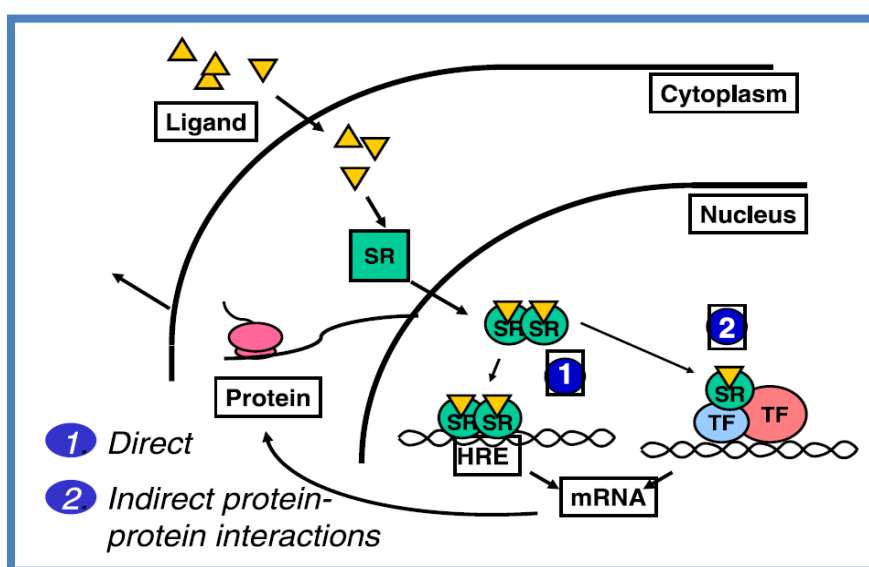 Cytoplasm
Ligand
Nucleus
SR
SR SR
2
1
SR
Protein
SR SR
TF TF
HRE
1. Direct
mRNA
2. Indirect protein-
protein interactions